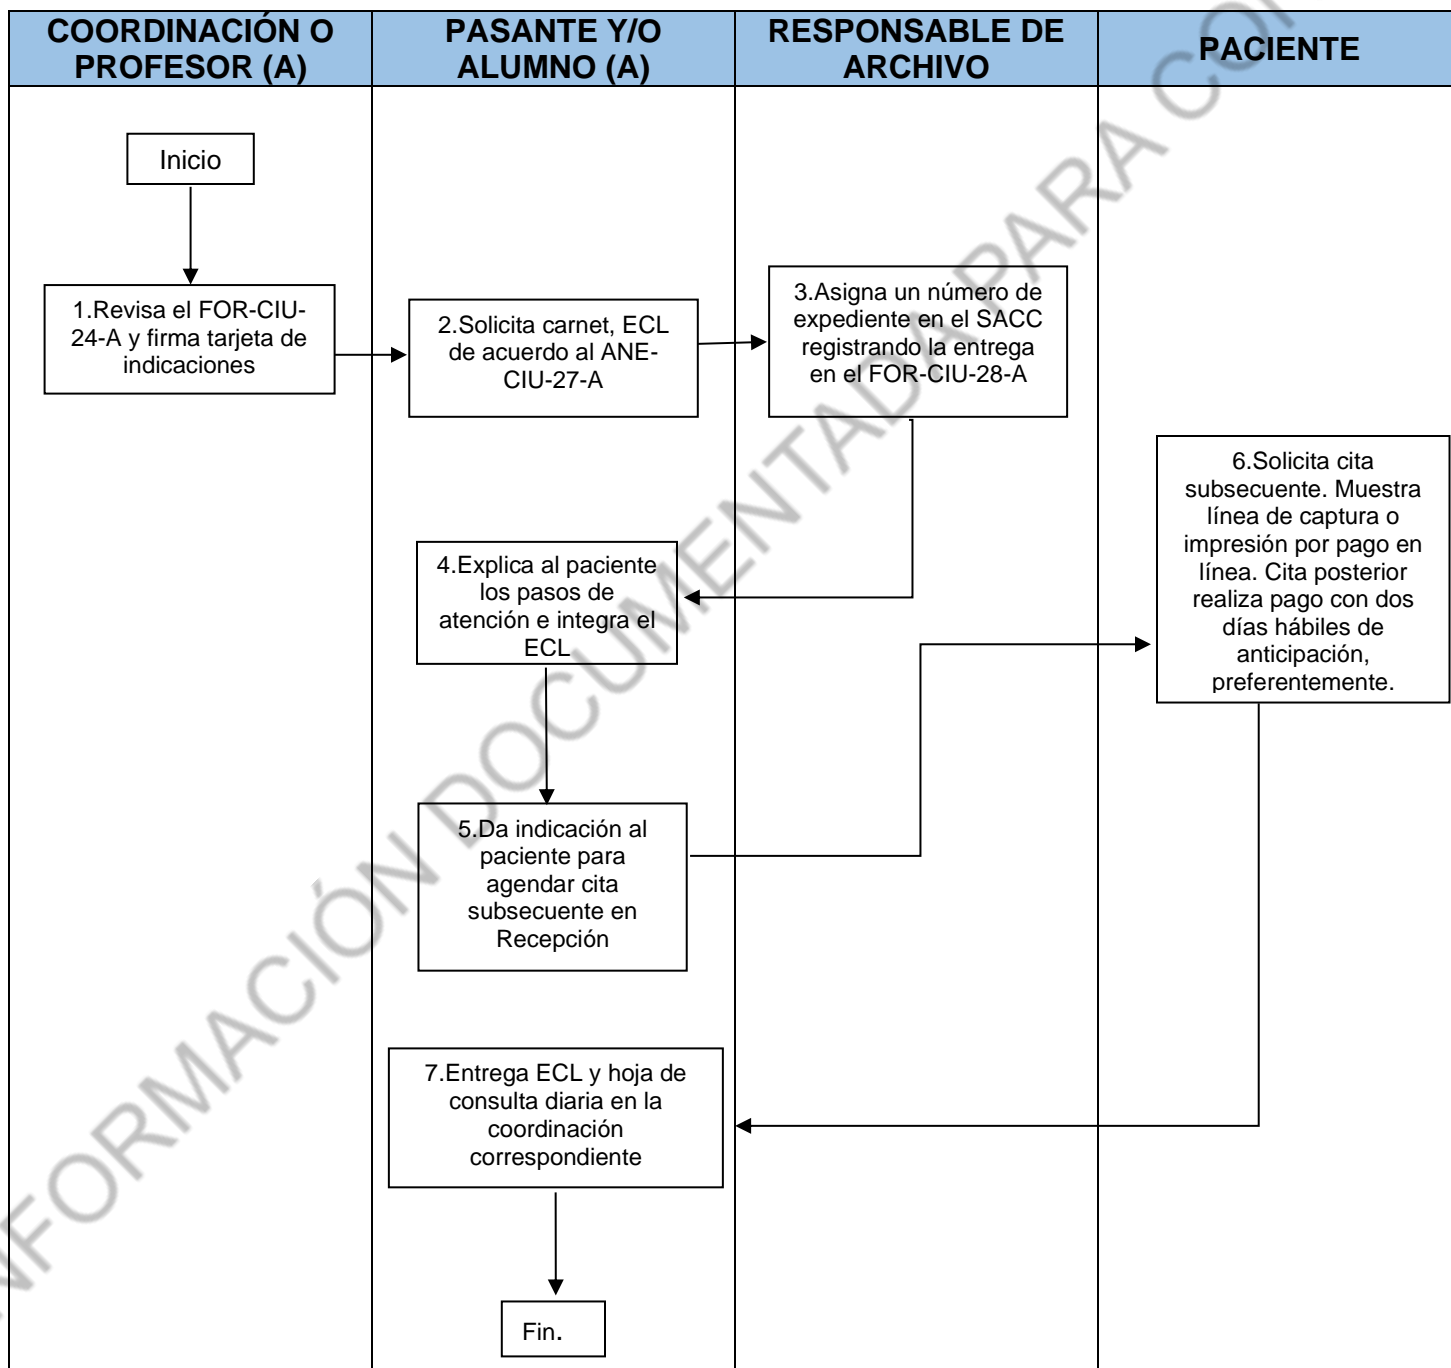 COORDINACIÓN O
PROFESOR (A)
PASANTE Y/O
ALUMNO (A)
RESPONSABLE DE
ARCHIVO
PACIENTE
Inicio
1.Revisa el FOR-CIU-
24-A y firma tarjeta de
indicaciones
2.Solicita carnet, ECL
de acuerdo al ANE-
CIU-27-A
3.Asigna un número de
expediente en el SACC
registrando la entrega
en el FOR-CIU-28-A
4.Explica al paciente
los pasos de
atención e integra el
ECL
5.Da indicación al
paciente para
agendar cita
subsecuente en
Recepción
6.Solicita cita
subsecuente. Muestra
línea de captura o
impresión por pago en
línea. Cita posterior
realiza pago con dos
días hábiles de
anticipación,
preferentemente.
7.Entrega ECL y hoja de
consulta diaria en la
coordinación
correspondiente
Fin.
INFORMACIÓN DOCUMENTADA PARA